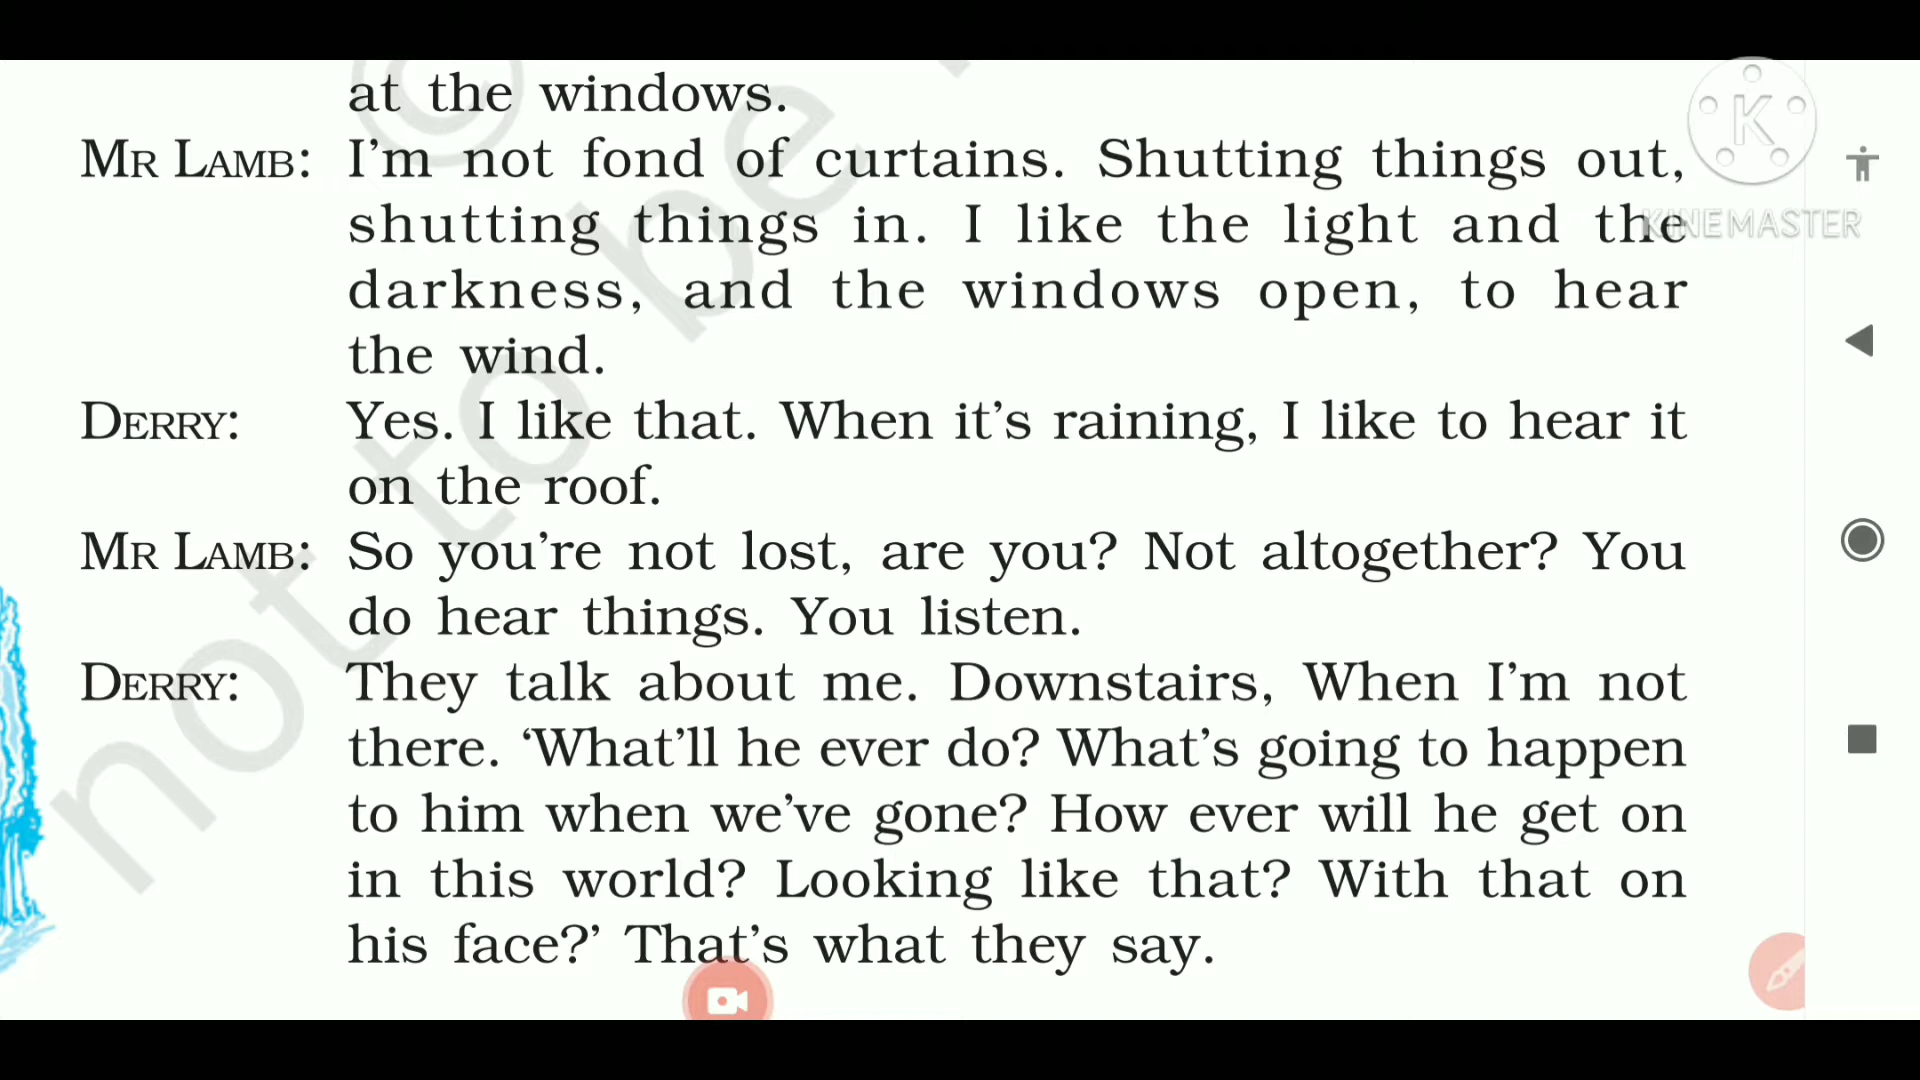 at the windows.
MR LAMB: I'm not fond of curtains. Shutting things out,
shutting things in. I like the light and the
darkness, and the windows open, to hear
the wind.
DERRY: Yes. I like that. When it's raining, I like to hear it
on the roof.
MR LAMB: So you're not lost, are you? Not altogether? You
do hear things. You listen.
DERRY: They talk about me. Downstairs, When I'm not
there. ‘What'll he ever do? What's going to happen
to him when we've gone? How ever will he get on
in this world? Looking like that? With that on
his face?’ That's what they say.
K
KINEMASTER
©
not to be